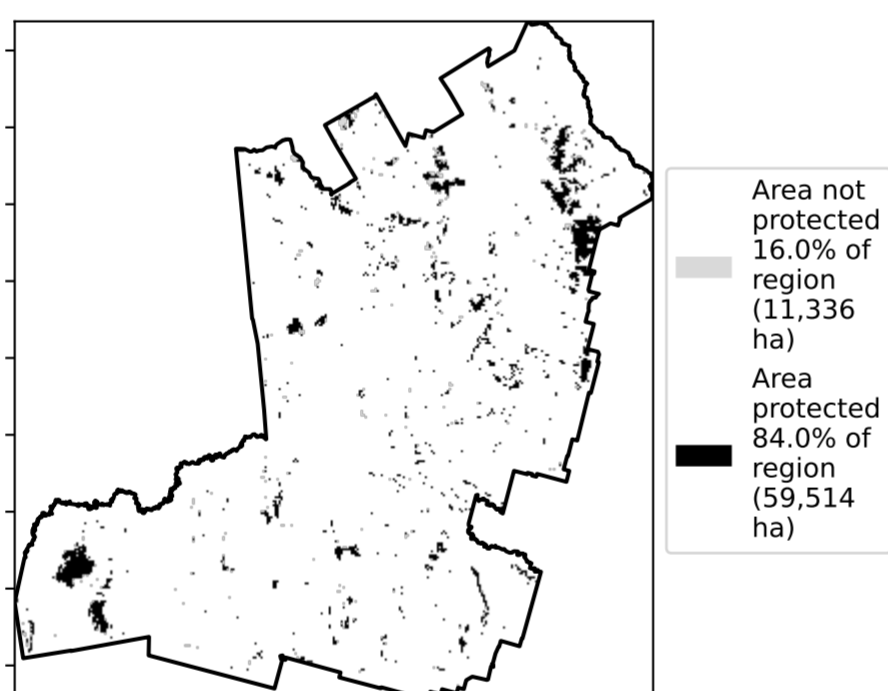 Area not
protected
16.0% of
region
(11,336
ha)
Area
protected
84.0% of
region
(59,514
ha)